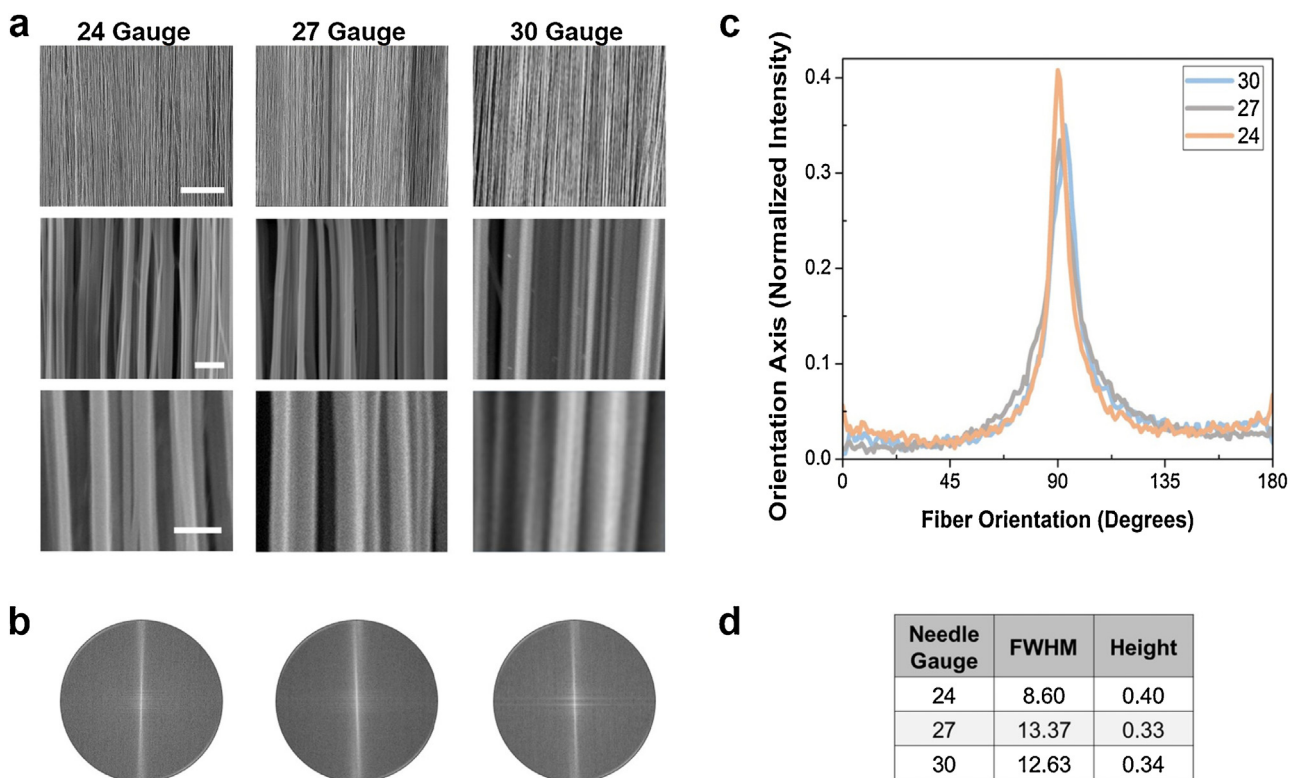 a
24 Gauge
27 Gauge
30 Gauge
b
c
Orientation Axis (Normalized Intensity)
0.4
0.3
0.2
0.1
0.0
30
27
24
0
45
90
135
180
Fiber Orientation (Degrees)
d
Needle Gauge FWHM Height
24 8.60 0.40
27 13.37 0.33
30 12.63 0.34